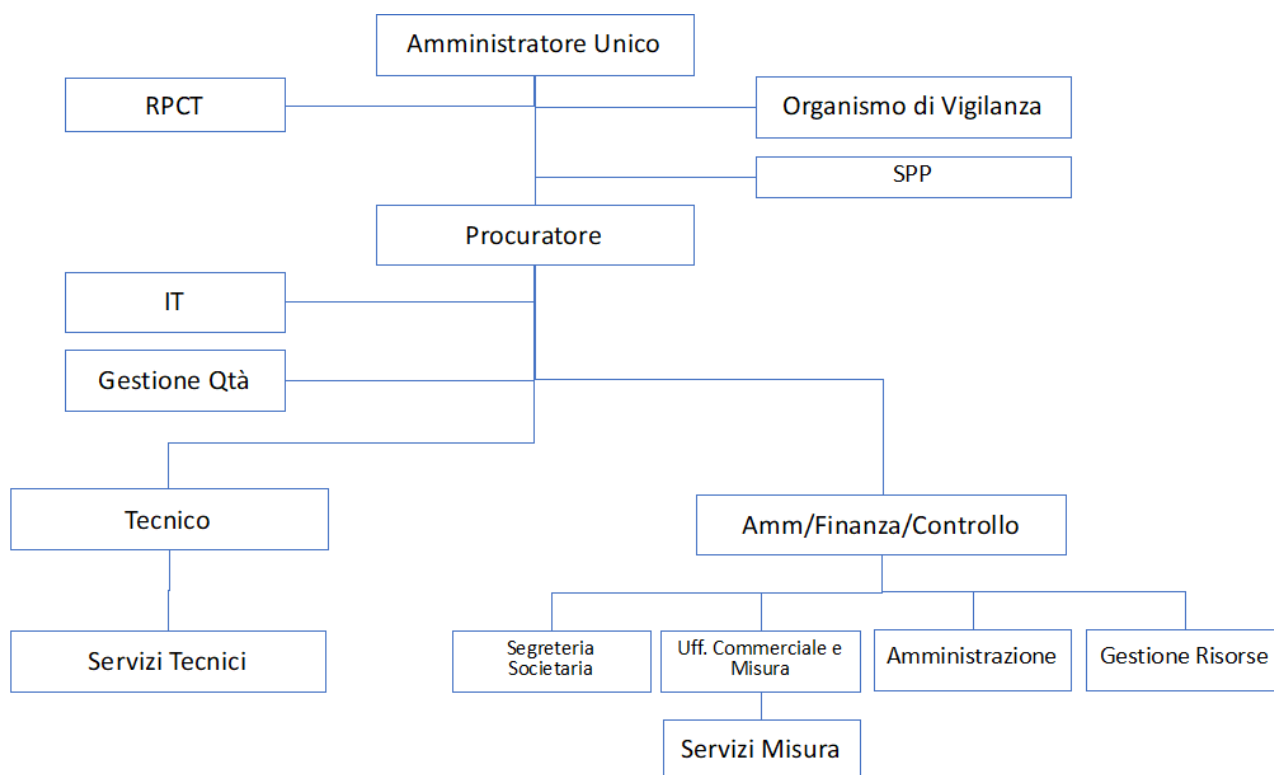 Amministratore Unico
RPCT
Organismo di Vigilanza
SPP
Procuratore
IT
Gestione Qtà
Tecnico
Amm/Finanza/Controllo
Servizi Tecnici
Segreteria
Societaria
Uff. Commerciale e
Misura
Amministrazione
Gestione Risorse
Servizi Misura